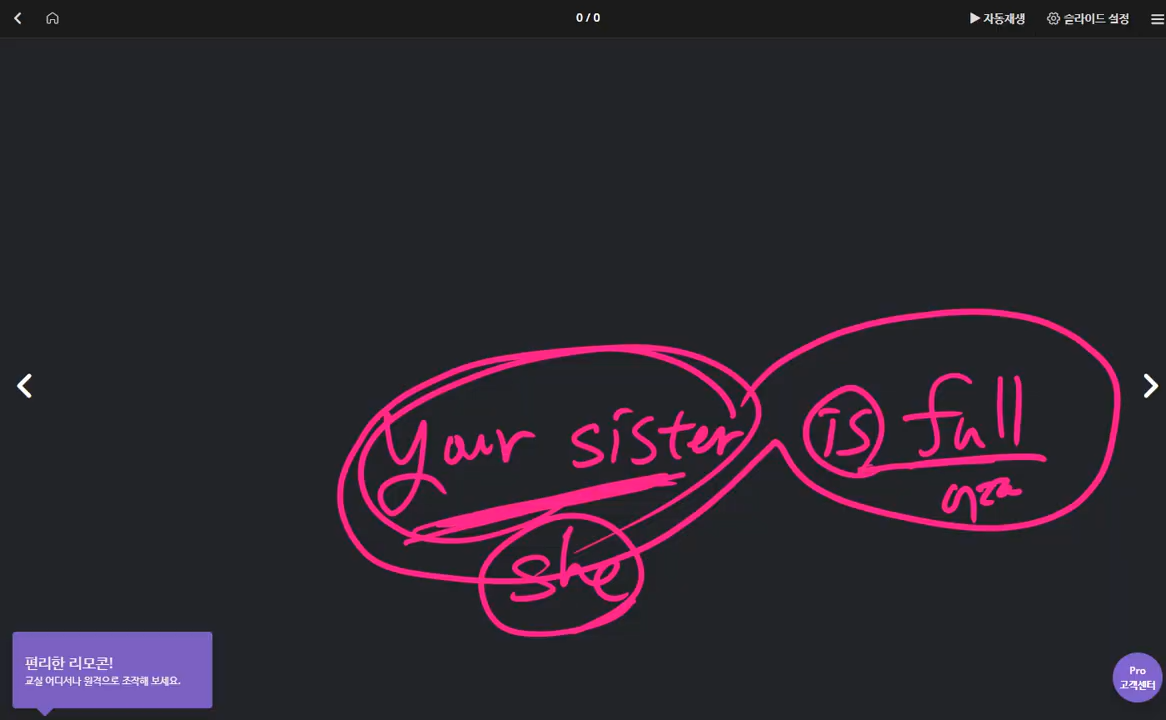 0 / 0
▶ 자동재생
슬라이드 설정
Your sister is full
she
편리한 리모콘!
교실 어디서나 원격으로 조작해 보세요.
Pro
고객센터